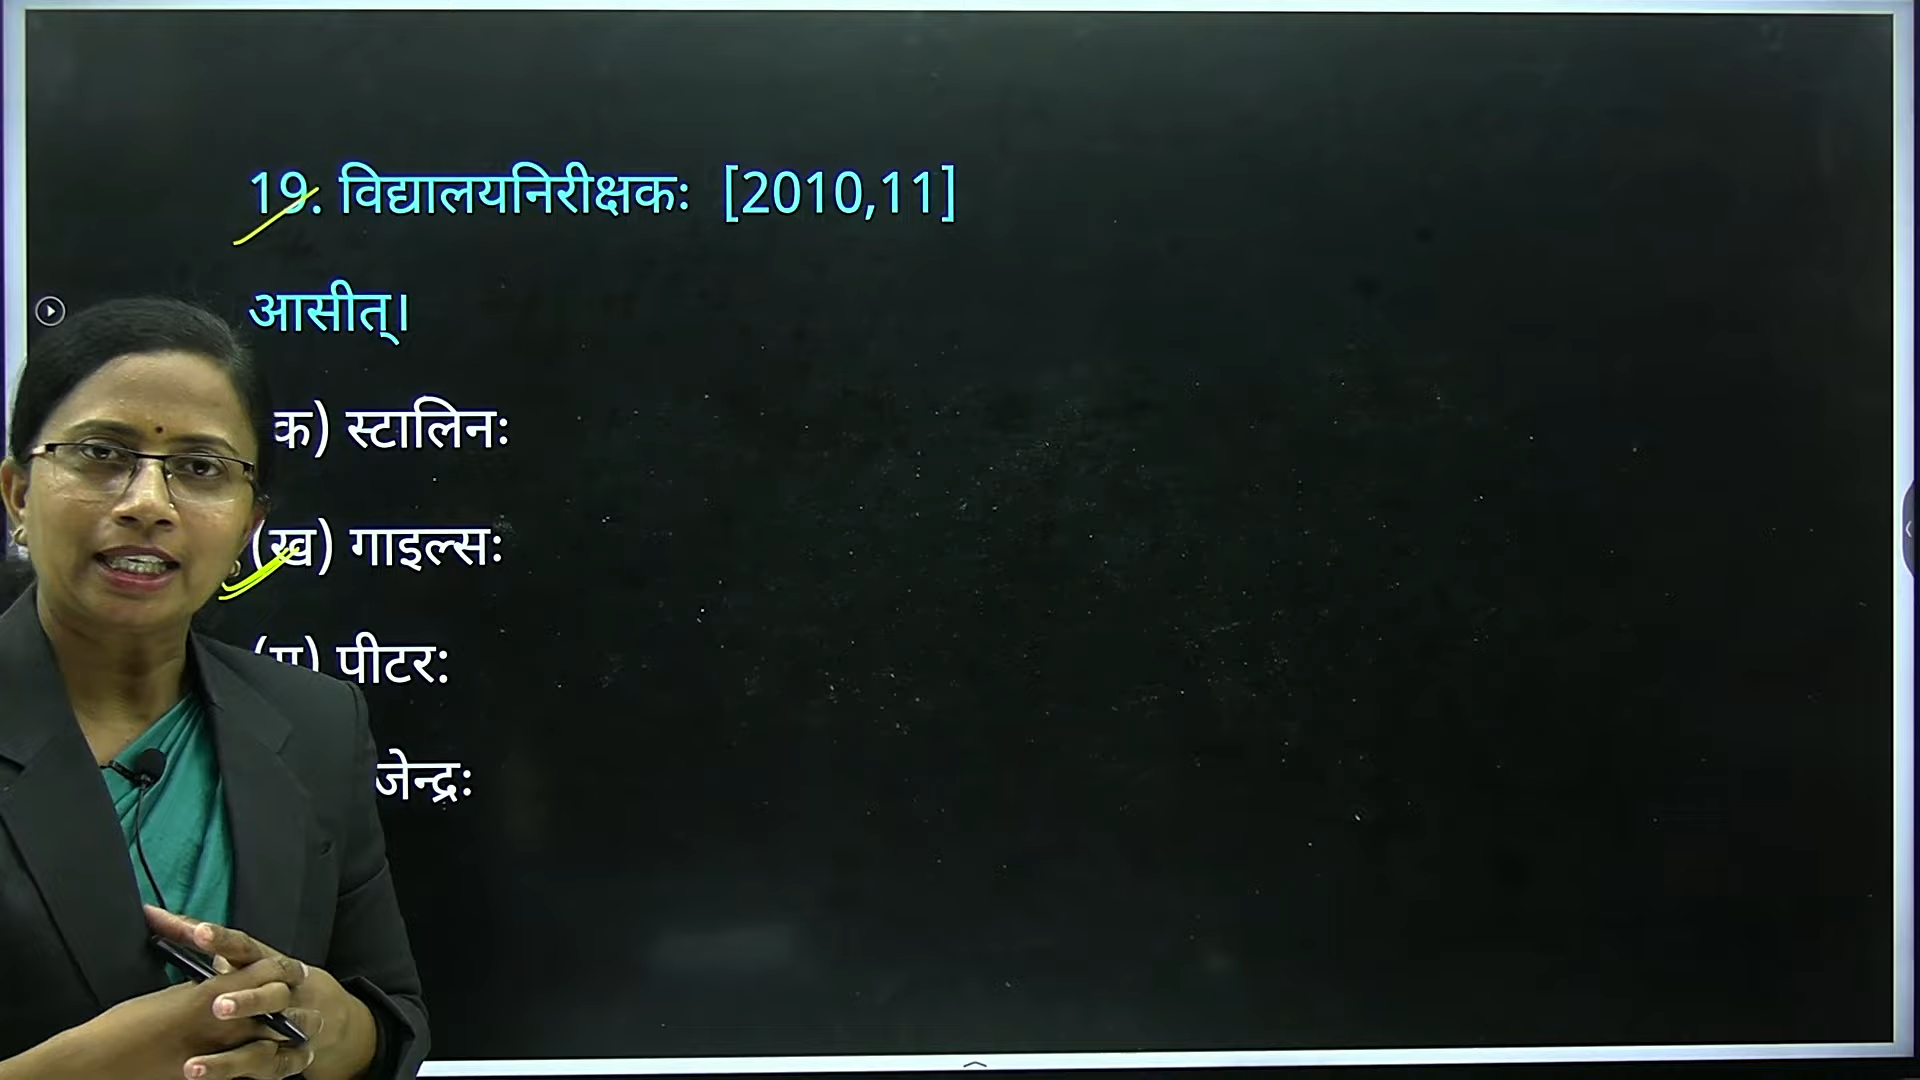 19. विद्यालयनिरीक्षकः [2010,11]
आसीत्।
क) स्टालिनः
(ख) गाइल्सः
(ग) पीटर:
जेन्द्रः